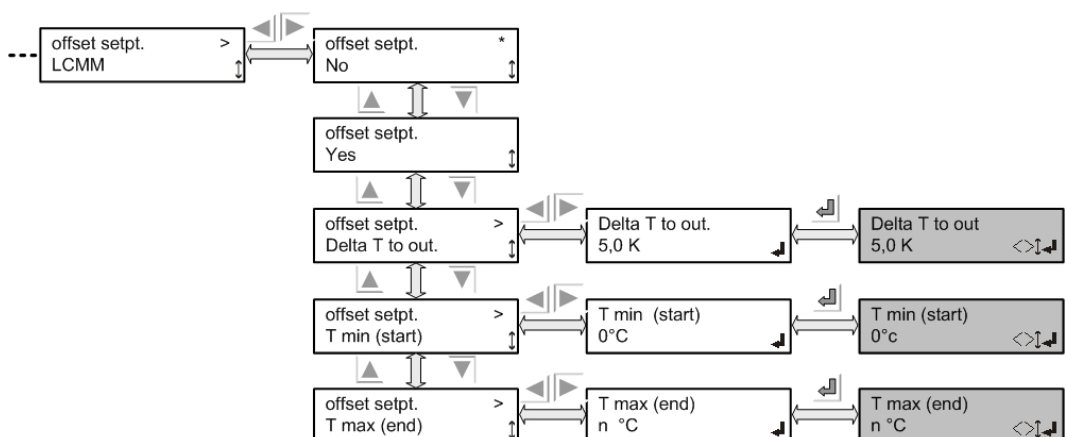 offset setpt. >
LCMM
offset setpt. *
No
offset setpt.
Yes
offset setpt. >
Delta T to out.
Delta T to out.
5,0 K
Delta T to out
5,0 K <>
offset setpt. >
T min (start)
T min (start)
0°C
T min (start)
0°c <>
offset setpt. >
T max (end)
T max (end)
n °C
T max (end)
n °C <>